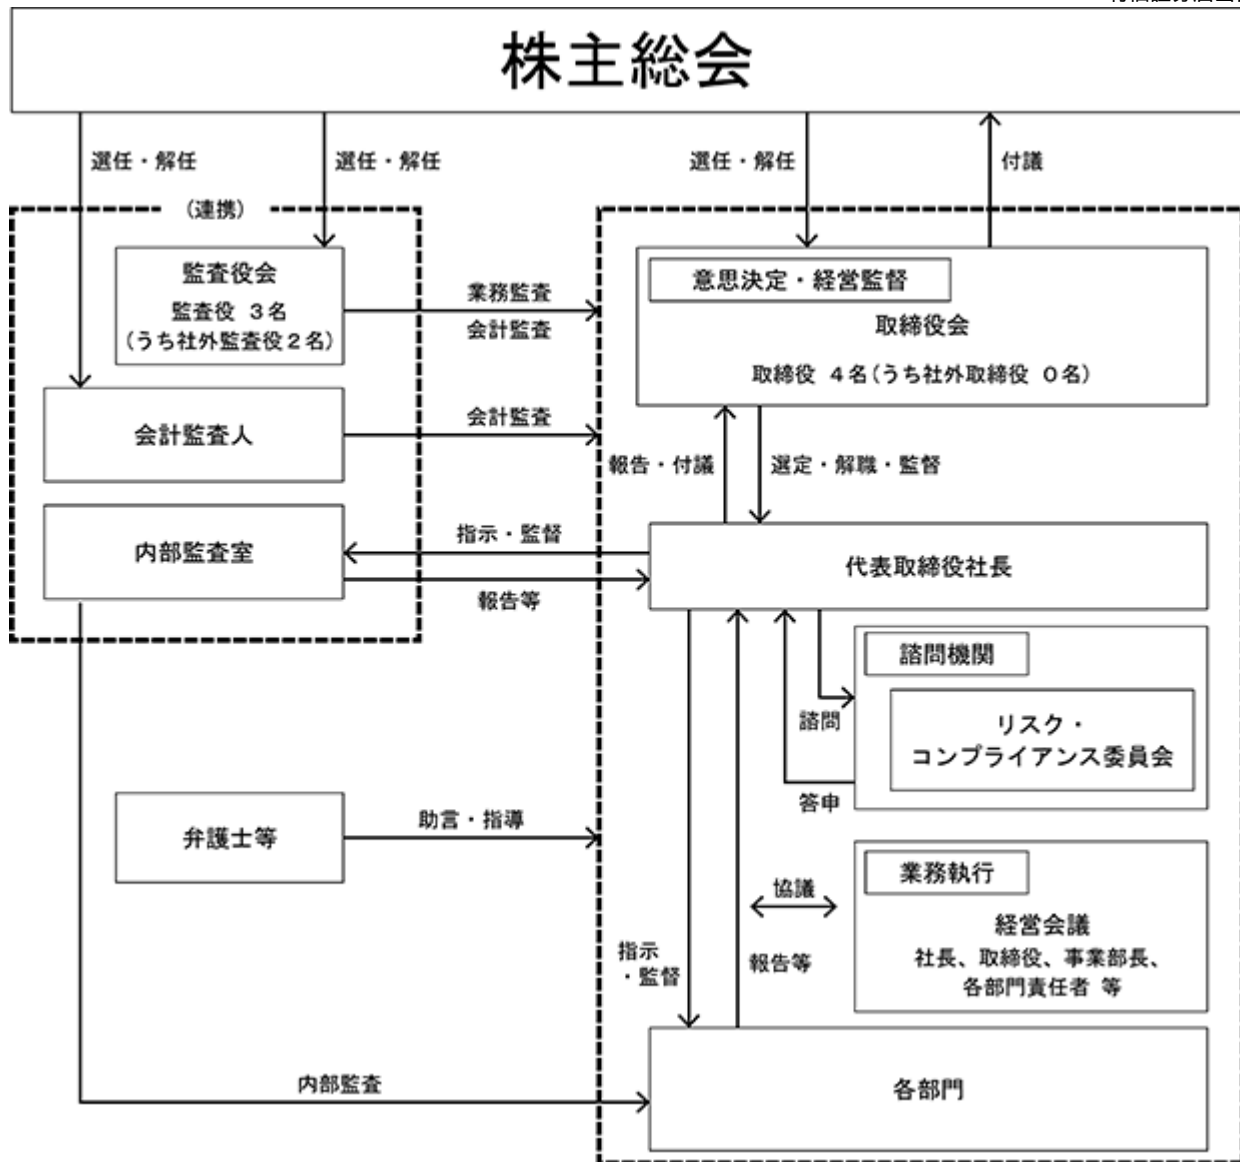 株主総会
選任・解任
選任・解任
選任・解任
付議
(連携)
監査役会
監査役 3名
(うち社外監査役2名)
業務監査
会計監査
意思決定・経営監督
取締役会
取締役 4名(うち社外取締役 0名)
会計監査人
会計監査
報告・付議
選定・解職・監督
内部監査室
指示・監督
報告等
代表取締役社長
諮問機関
リスク・
コンプライアンス委員会
諮問
答申
弁護士等
助言・指導
業務執行
協議
経営会議
社長、取締役、事業部長、
各部門責任者 等
指示
・監督
報告等
内部監査
各部門